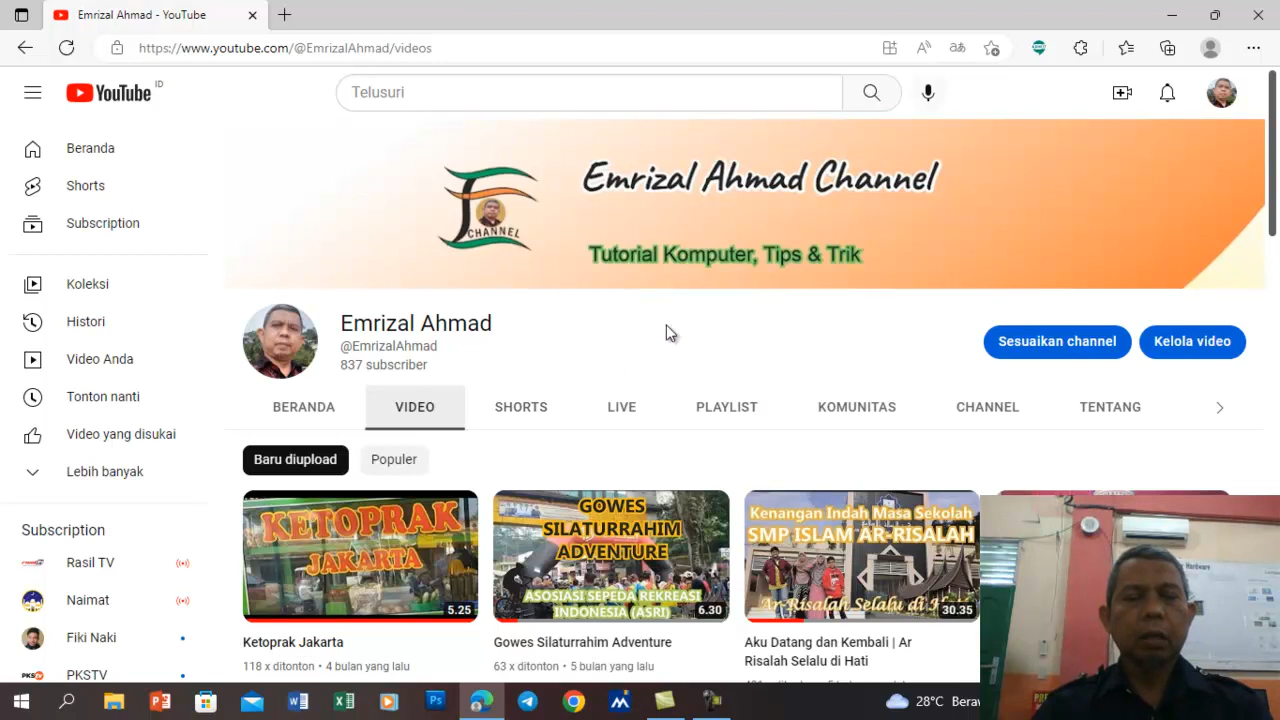 Emrizal Ahmad - YouTube
https://www.youtube.com/@EmrizalAhmad/videos
YouTube ID
Telusuri
Beranda
Shorts
Subscription
Koleksi
Histori
Video Anda
Tonton nanti
Video yang disukai
Lebih banyak
Subscription
Rasil TV
Naimat
Fiki Naki
PKSTV
CHANNEL
Emrizal Ahmad Channel
Tutorial Komputer, Tips & Trik
Emrizal Ahmad
@EmrizalAhmad
837 subscriber
Sesuaikan channel
Kelola video
BERANDA
VIDEO
SHORTS
LIVE
PLAYLIST
KOMUNITAS
CHANNEL
TENTANG
Baru diupload
Populer
KETOPRAK
JAKARTA
5.25
Ketoprak Jakarta
118 x ditonton • 4 bulan yang lalu
GOWES
SILATURRAHIM
ADVENTURE
ASOSIASI SEPEDA REKREASI
INDONESIA (ASRI)
6.30
Gowes Silaturrahim Adventure
63 x ditonton • 5 bulan yang lalu
Kenangan Indah Masa Sekolah
SMP ISLAM AR-RISALAH
Ar-Risalah Selalu di
30.35
Aku Datang dan Kembali | Ar
Risalah Selalu di Hati
Hardware
28°C